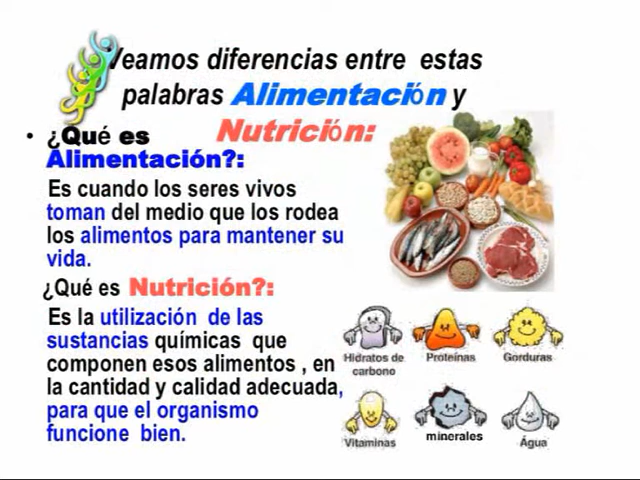 Veamos diferencias entre estas
palabras Alimentación y
Nutrición:
• ¿Qué es
Alimentación?:
Es cuando los seres vivos
toman del medio que los rodea
los alimentos para mantener su
vida.
¿Qué es Nutrición?:
Es la utilización de las
sustancias químicas que
componen esos alimentos , en
la cantidad y calidad adecuada,
para que el organismo
funcione bien.
Hidratos de
carbono
Proteínas
Gorduras
Vitaminas
minerales
Água